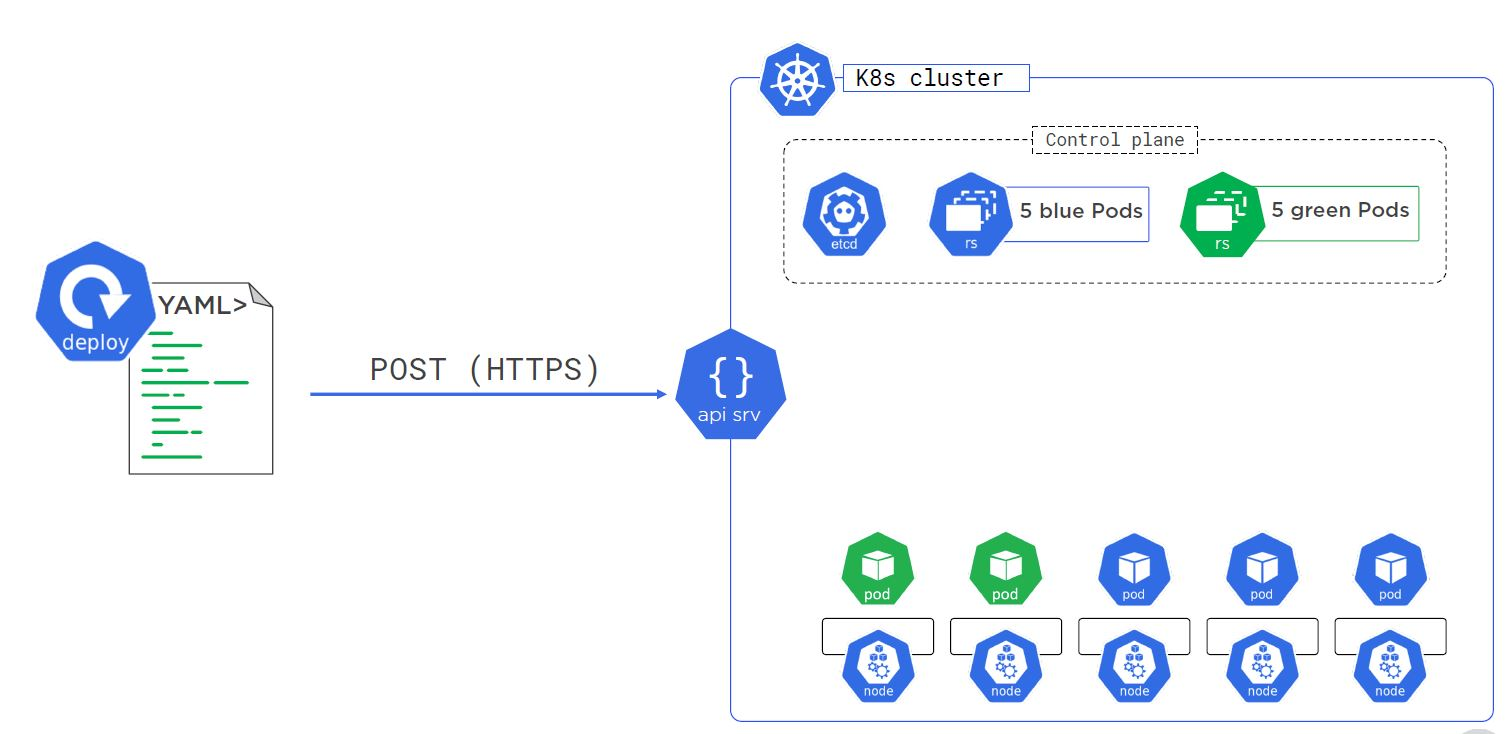 K8s cluster
Control plane
etcd
rs
5 blue Pods
rs
5 green Pods
YAML>
deploy
POST (HTTPS)
{}
api srv
pod
pod
pod
pod
pod
node
node
node
node
node